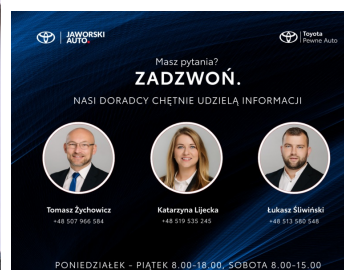 JAWORSKI
AUTO.
Toyota
Pewne Auto
Masz pytania?
ZADZWOŃ.
NASI DORADCY CHĘTNIE UDZIELĄ INFORMACJI
Tomasz Żychowicz
+48 507 966 584
Katarzyna Lijecka
+48 519 535 245
Łukasz Śliwiński
+48 513 580 548
PONIEDZIAŁEK - PIĄTEK 8.00-18.00, SOBOTA 8.00-15.00